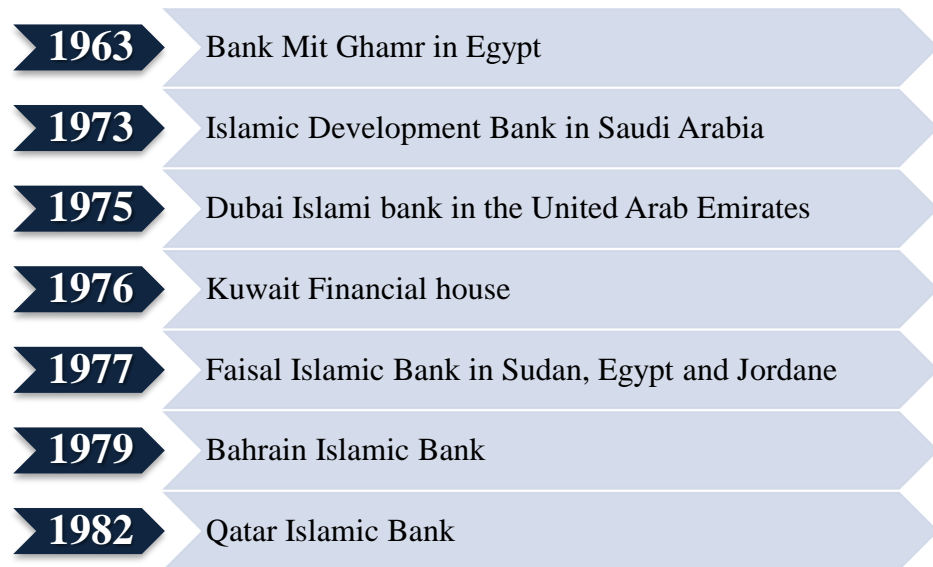 1963 Bank Mit Ghamr in Egypt
1973 Islamic Development Bank in Saudi Arabia
1975 Dubai Islami bank in the United Arab Emirates
1976 Kuwait Financial house
1977 Faisal Islamic Bank in Sudan, Egypt and Jordane
1979 Bahrain Islamic Bank
1982 Qatar Islamic Bank